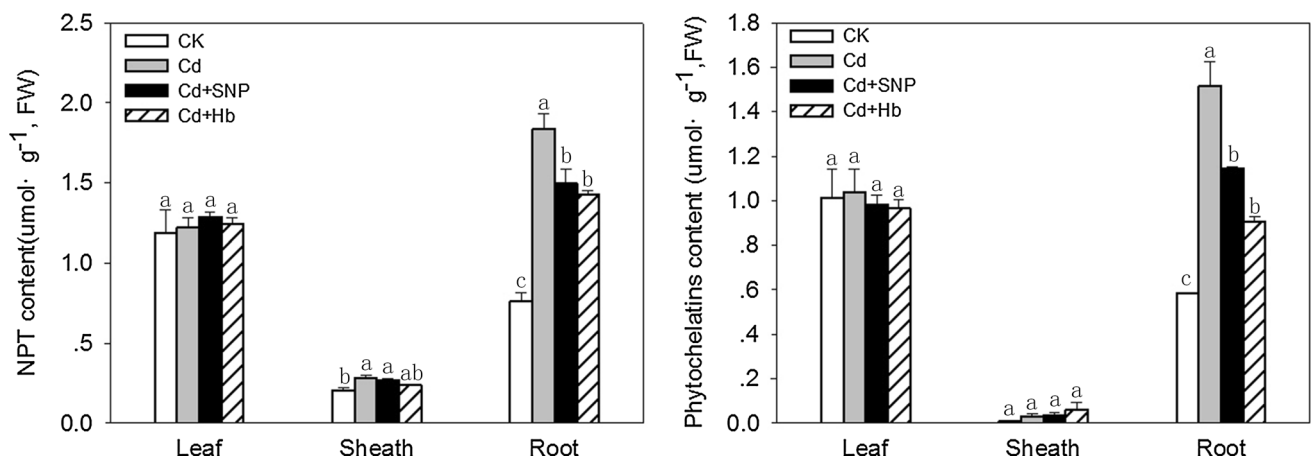 NPT content(umol· g-1, FW)
2.5
2.0
1.5
1.0
.5
0.0
CK
Cd
Cd+SNP
Cd+Hb
a a a a
b a a ab
c a b b
Leaf Sheath Root
Phytochelatins content (umol· g-1,FW)
1.8
1.6
1.4
1.2
1.0
.8
.6
.4
.2
0.0
CK
Cd
Cd+SNP
Cd+Hb
a a a a
a a a a
c a b b
Leaf Sheath Root